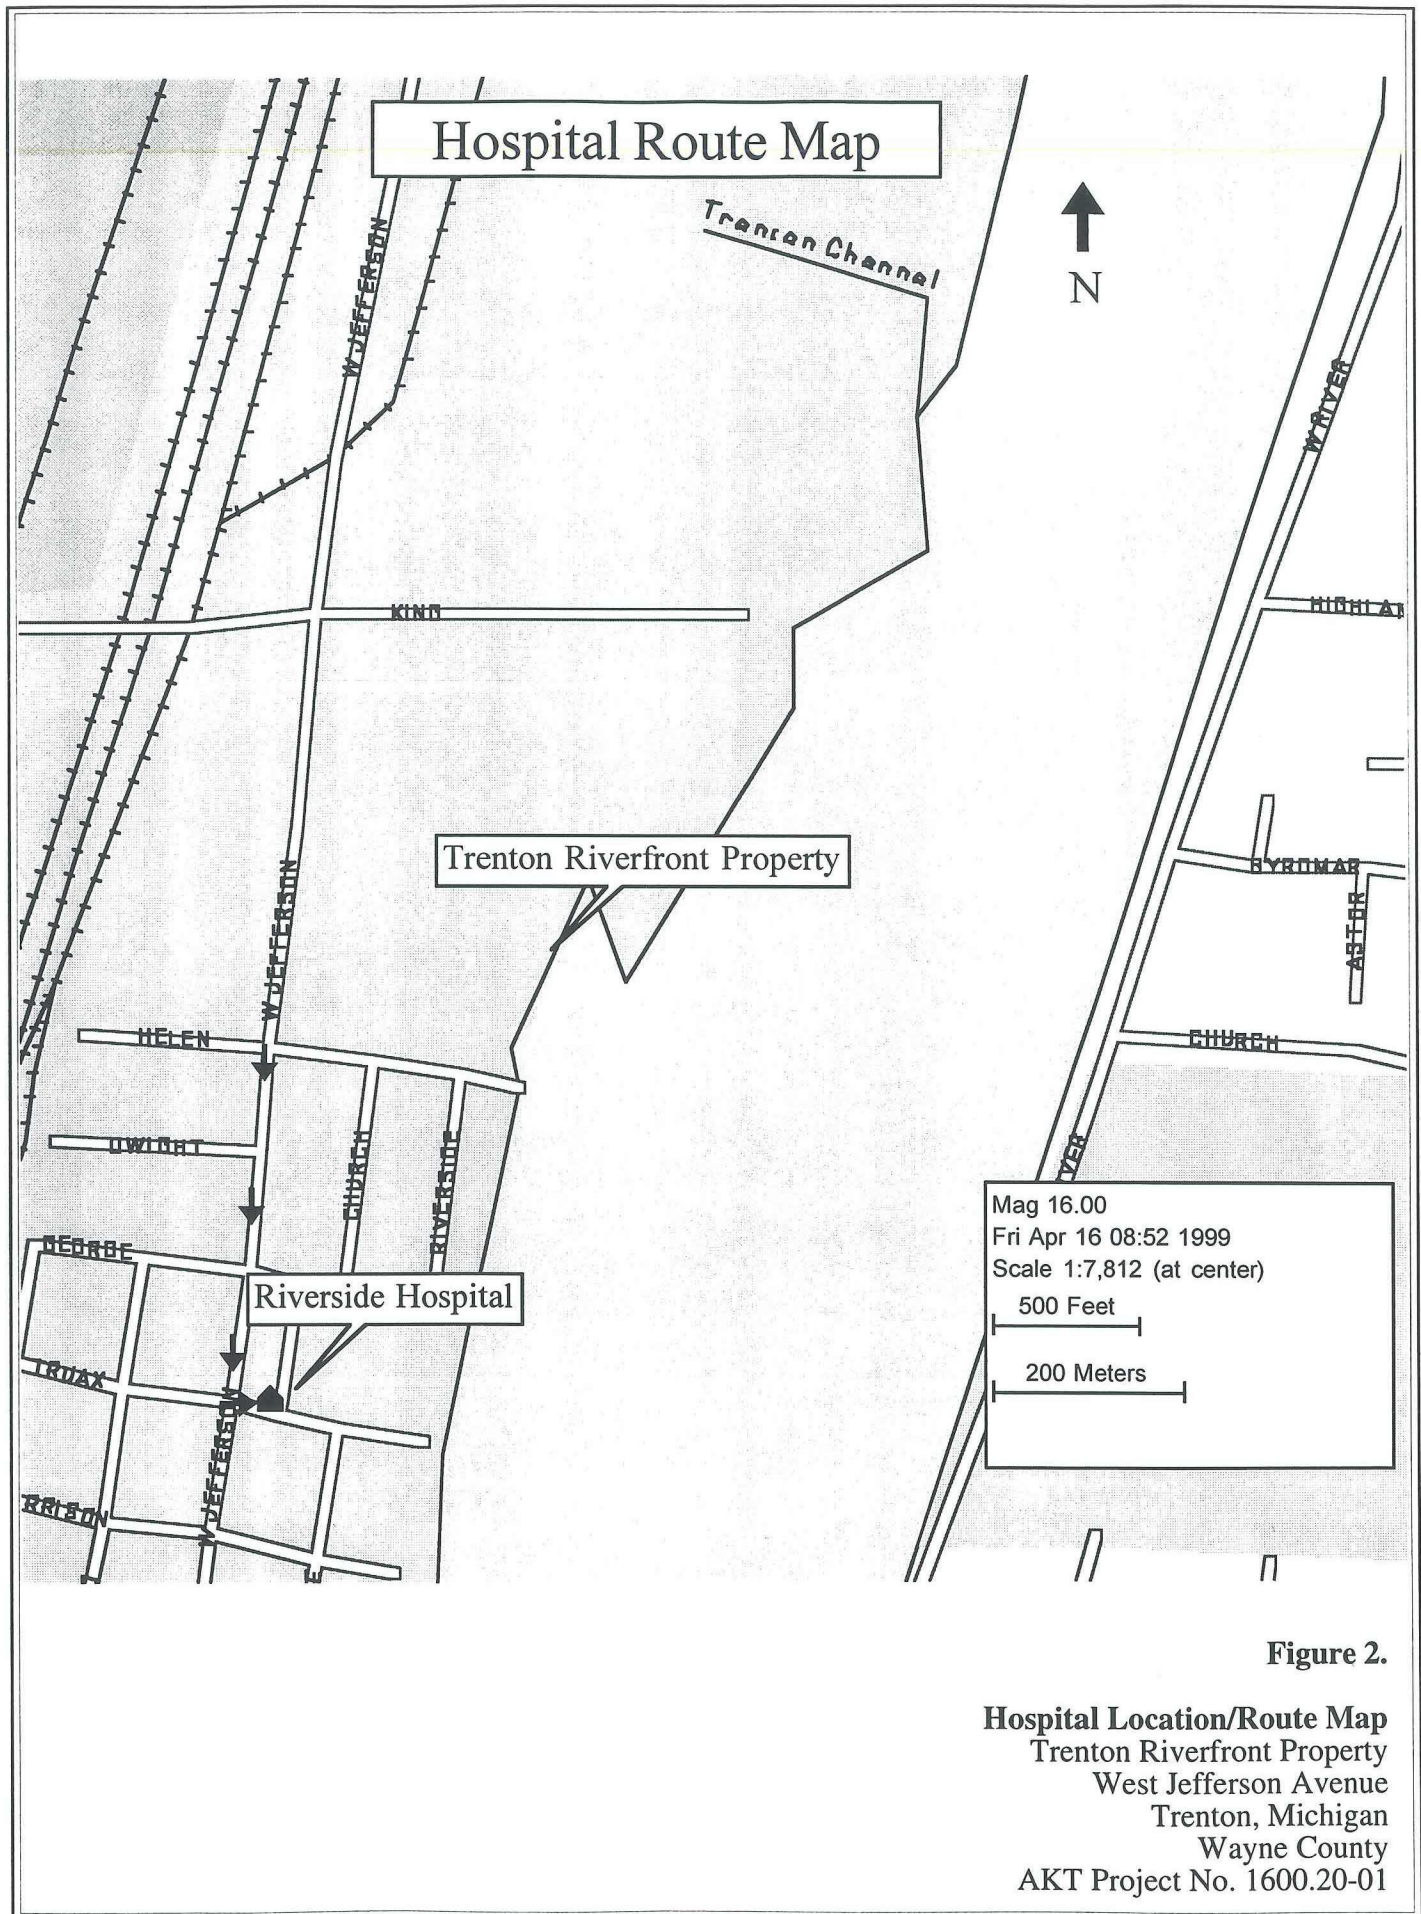 Hospital Route Map
Trenton Channel
N
W JEFFERSON
W RIVER
KING
HIGHLAN
Trenton Riverfront Property
BYROMAR
ASTOR
W JEFFERSON
HELEN
CHURCH
DWIGHT
CHURCH
RIVERSIDE
VER
GEORGE
Riverside Hospital
Mag 16.00
Fri Apr 16 08:52 1999
Scale 1:7,812 (at center)
500 Feet
200 Meters
TRUAX
W JEFFERSON
RRISON
E
Figure 2.
Hospital Location/Route Map
Trenton Riverfront Property
West Jefferson Avenue
Trenton, Michigan
Wayne County
AKT Project No. 1600.20-01